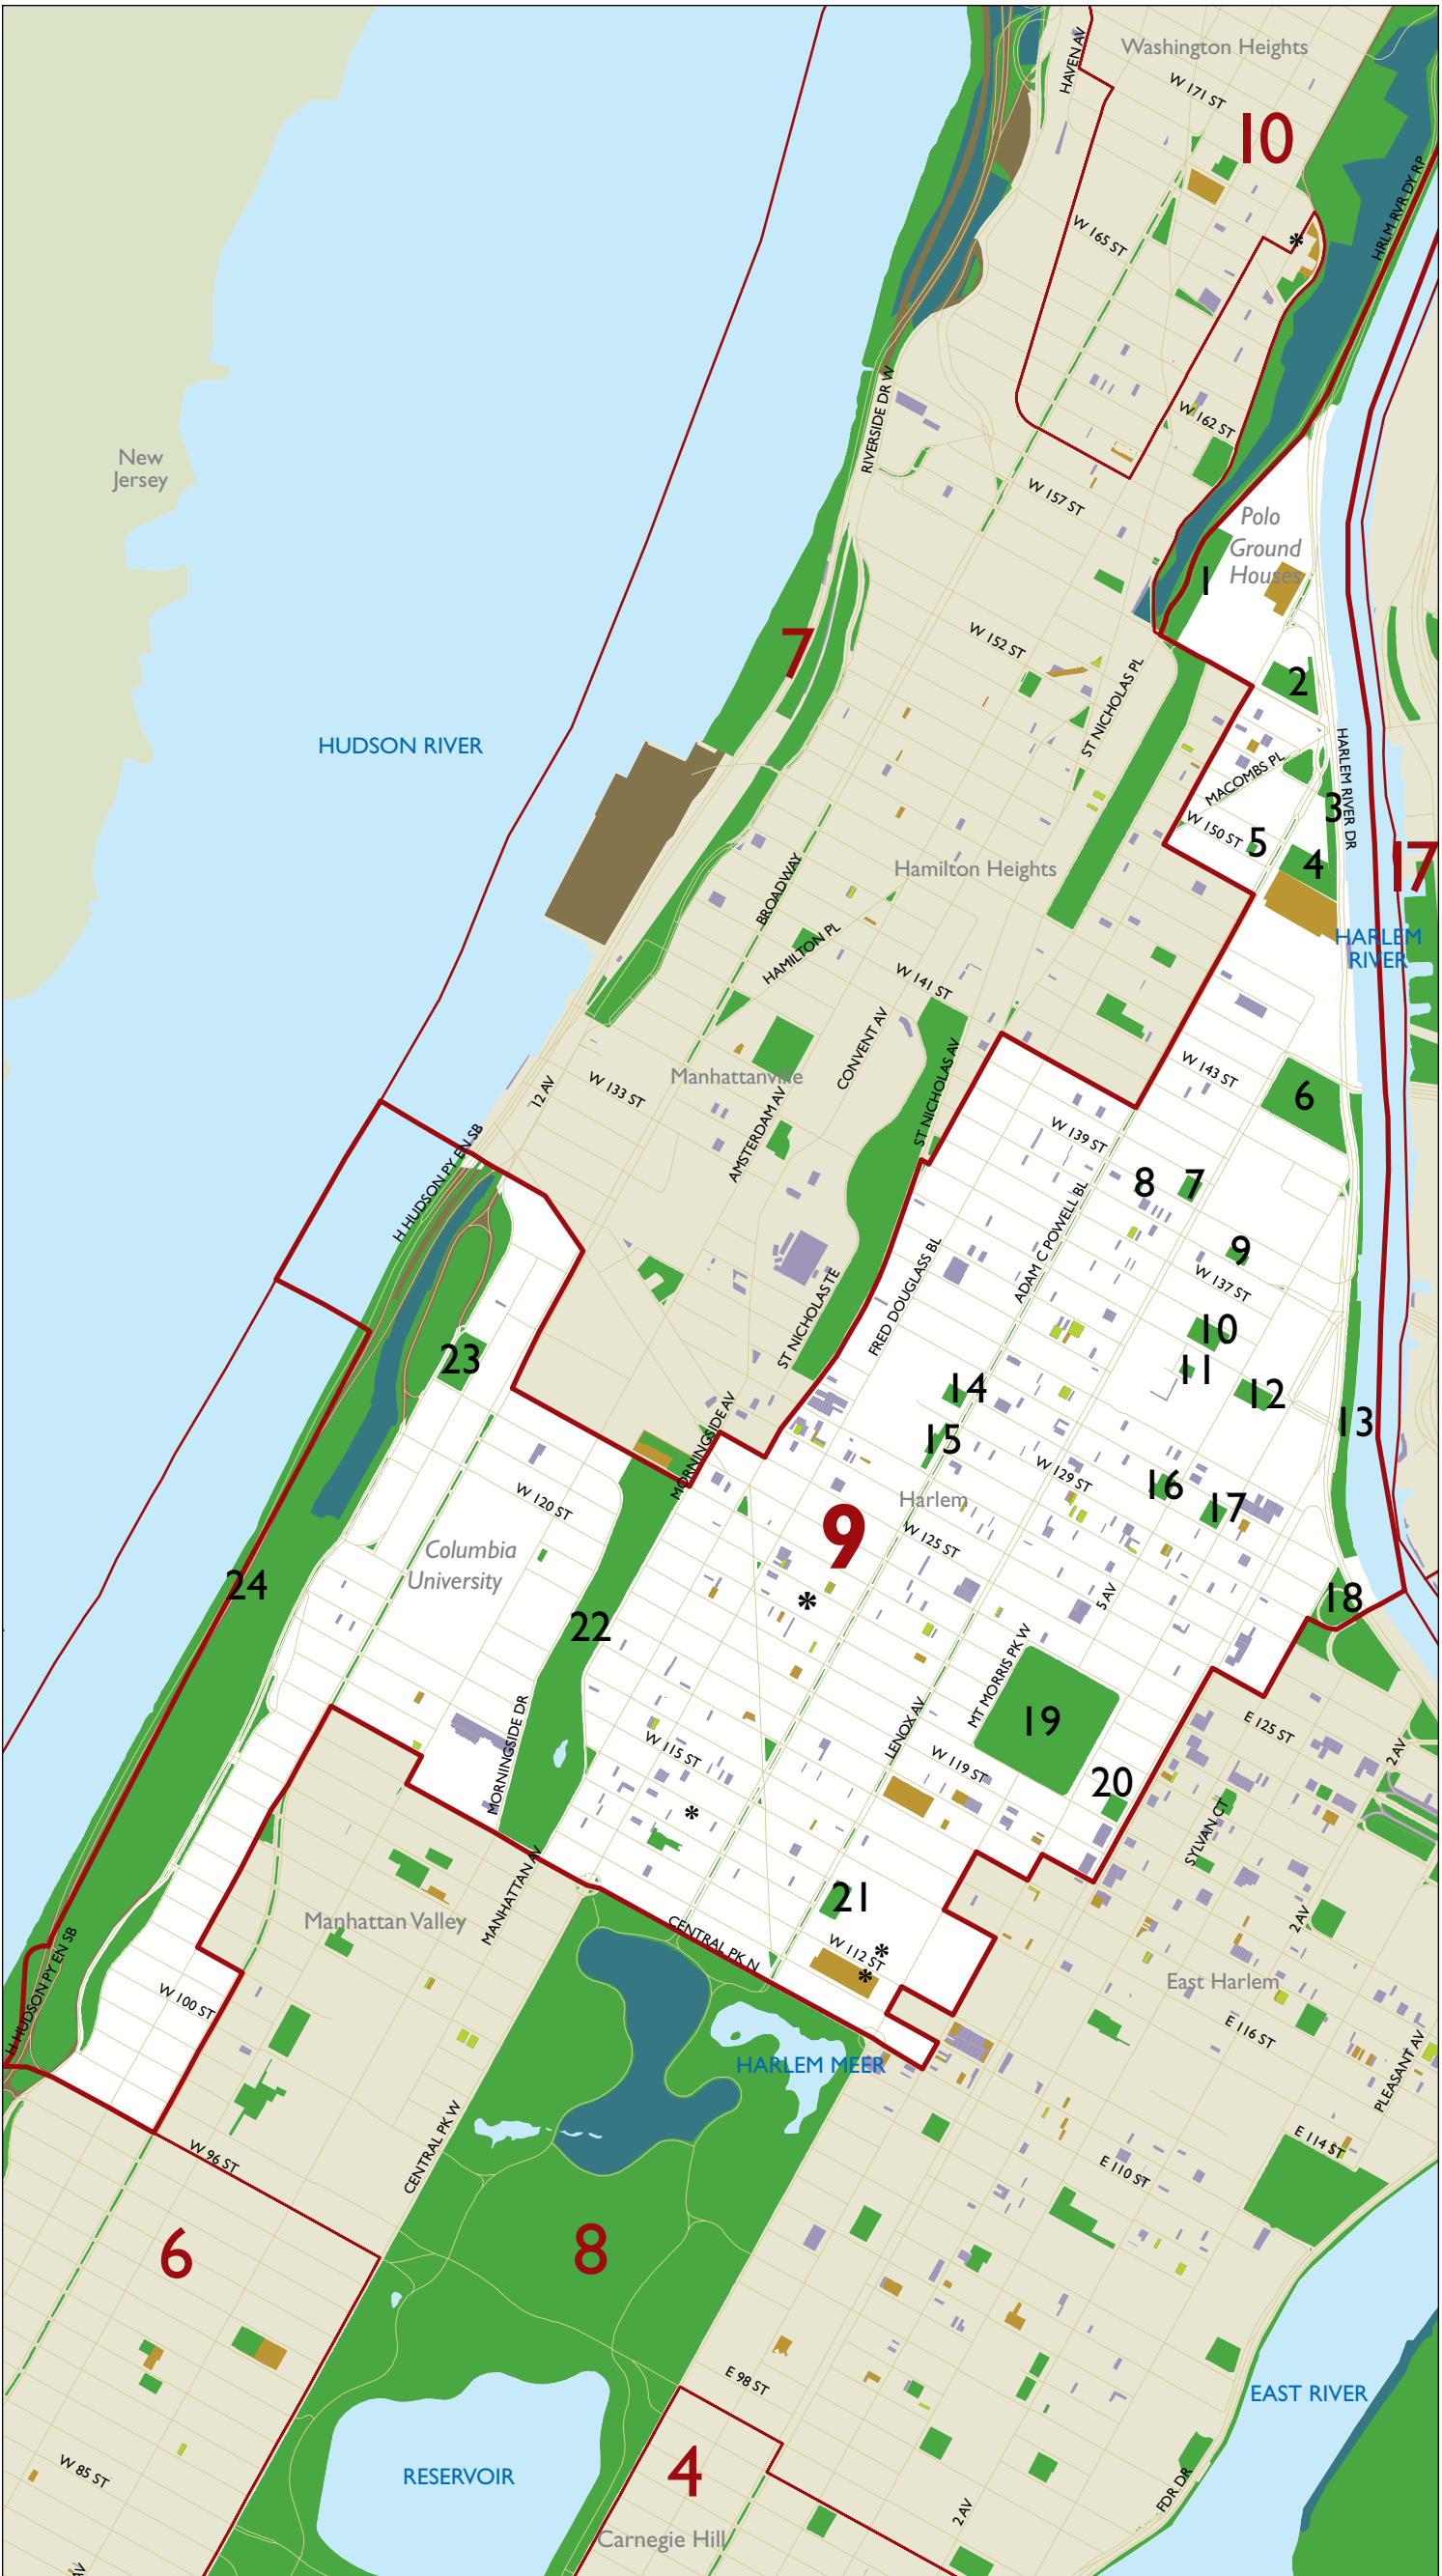 Washington Heights
HAVEN AV
W 171 ST
10
HRLM RVR DY RP
W 165 ST
*
RIVERSIDE DR W
W 162 ST
New
Jersey
W 157 ST
Polo
Ground
Houses
1
7
W 152 ST
ST NICHOLAS PL
2
HUDSON RIVER
HARLEM RIVER DR
MACOMBS PL
3
W 150 ST
5
4
17
Hamilton Heights
BROADWAY
HAMILTON PL
HARLEM
RIVER
W 141 ST
CONVENT AV
ST NICHOLAS AV
Manhattanville
W 133 ST
12 AV
AMSTERDAM AV
W 143 ST
6
W 139 ST
H HUDSON PY EN SB
8
7
ADAM C POWELL BL
9
W 137 ST
FRED DOUGLASS BL
ST NICHOLAS TE
10
11
12
23
14
13
15
MORNINGSIDE AV
W 129 ST
16
17
W 120 ST
Harlem
9
W 125 ST
Columbia
University
24
*
5 AV
18
22
MT MORRIS PK W
19
MORNINGSIDE DR
LENOX AV
E 125 ST
W 115 ST
W 119 ST
2 AV
20
*
SYLVAN CT
MANHATTAN AV
21
Manhattan Valley
CENTRAL PK N
W 112 ST
*
*
2 AV
H HUDSON PY EN SB
W 100 ST
East Harlem
E 116 ST
HARLEM MEER
PLEASANT AV
CENTRAL PK W
W 96 ST
E 114 ST
E 110 ST
6
8
E 98 ST
EAST RIVER
W 85 ST
RESERVOIR
4
FDR DR
2 AV
Carnegie Hill
AV